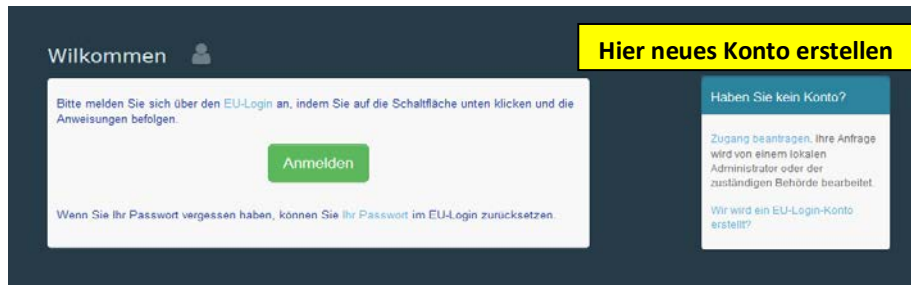 Wilkommen
Hier neues Konto erstellen
Bitte melden Sie sich über den EU-Login an, indem Sie auf die Schaltfläche unten klicken und die
Anweisungen befolgen.
Anmelden
Wenn Sie Ihr Passwort vergessen haben, können Sie Ihr Passwort im EU-Login zurücksetzen.
Haben Sie kein Konto?
Zugang beantragen. Ihre Anfrage
wird von einem lokalen
Administrator oder der
zuständigen Behörde bearbeitet.
Wir wird ein EU-Login-Konto
erstellt?